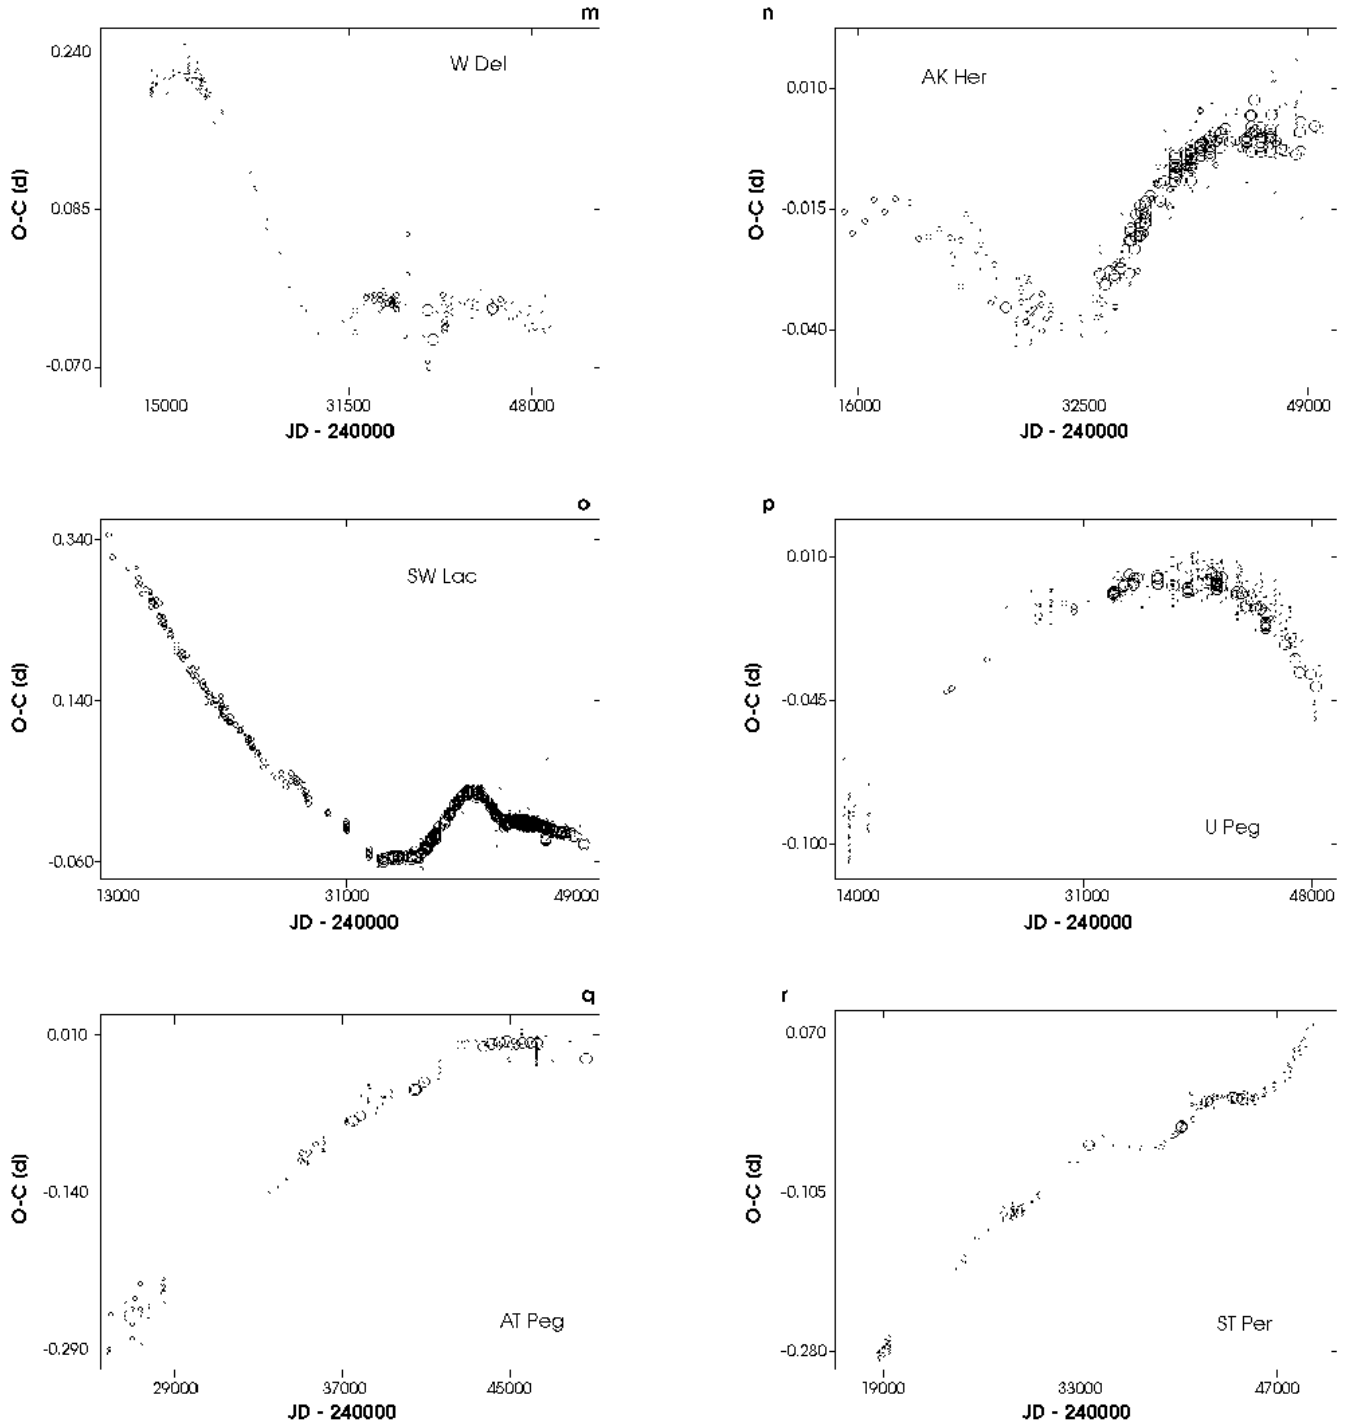 m
0.240
W Del
O-C (d)
0.085
-0.070
15000 31500 48000
JD - 240000
n
AK Her
0.010
O-C (d)
-0.015
-0.040
16000 32500 49000
JD - 240000
o
0.340
SW Lac
O-C (d)
0.140
-0.060
13000 31000 49000
JD - 240000
p
0.010
O-C (d)
-0.045
U Peg
-0.100
14000 31000 48000
JD - 240000
q
0.010
O-C (d)
-0.140
AT Peg
-0.290
29000 37000 45000
JD - 240000
r
0.070
O-C (d)
-0.105
ST Per
-0.280
19000 33000 47000
JD - 240000